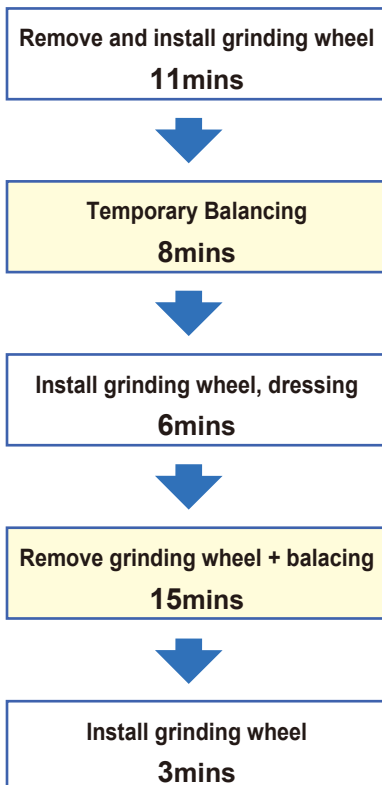 Remove and install grinding wheel
11mins
Temporary Balancing
8mins
Install grinding wheel, dressing
6mins
Remove grinding wheel + balacing
15mins
Install grinding wheel
3mins